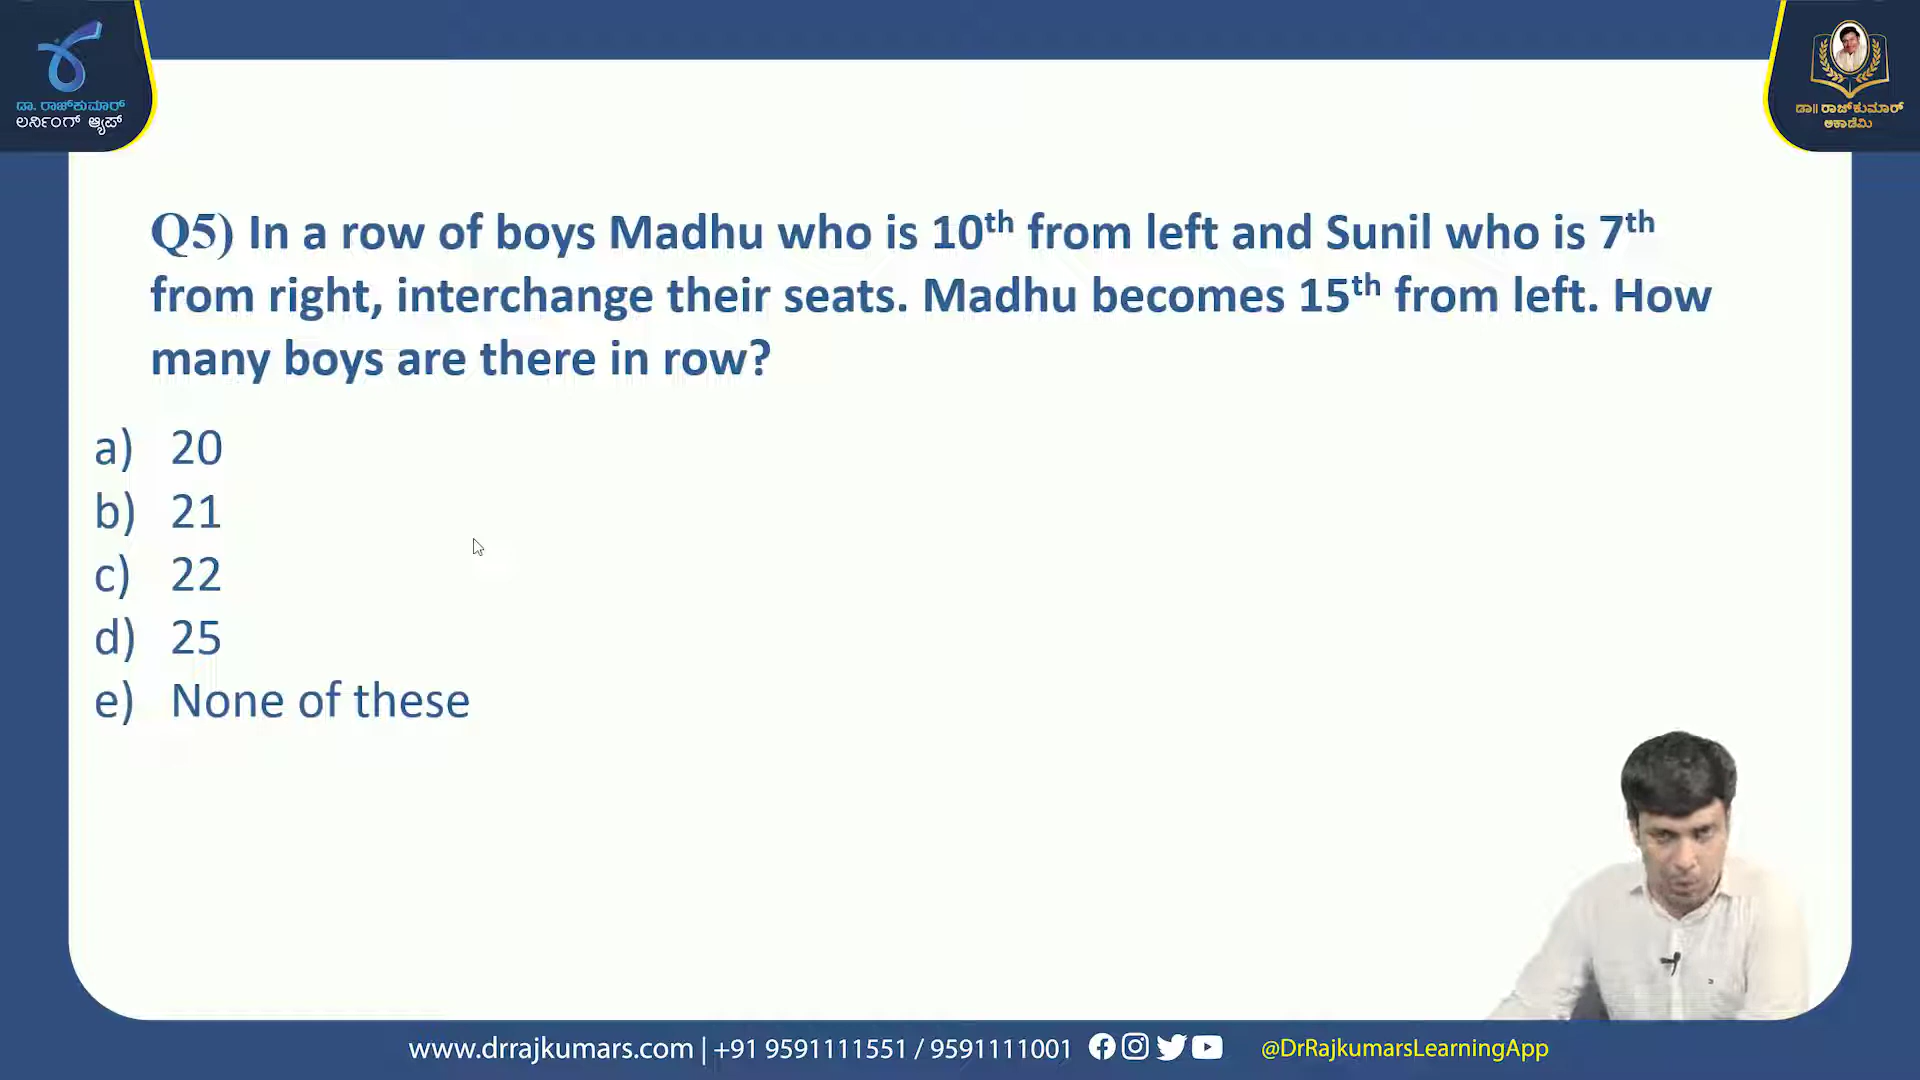 ಡಾ. ರಾಜ್‌ಕುಮಾರ್
ಲರ್ನಿಂಗ್ ಆ್ಯಪ್
ಡಾ|| ರಾಜ್‌ಕುಮಾರ್
ಅಕಾಡೆಮಿ
Q5) In a row of boys Madhu who is 10th from left and Sunil who is 7th
from right, interchange their seats. Madhu becomes 15th from left. How
many boys are there in row?
a) 20
b) 21
c) 22
d) 25
e) None of these
www.drrajkumars.com | +91 9591111551 / 9591111001 @DrRajkumarsLearningApp